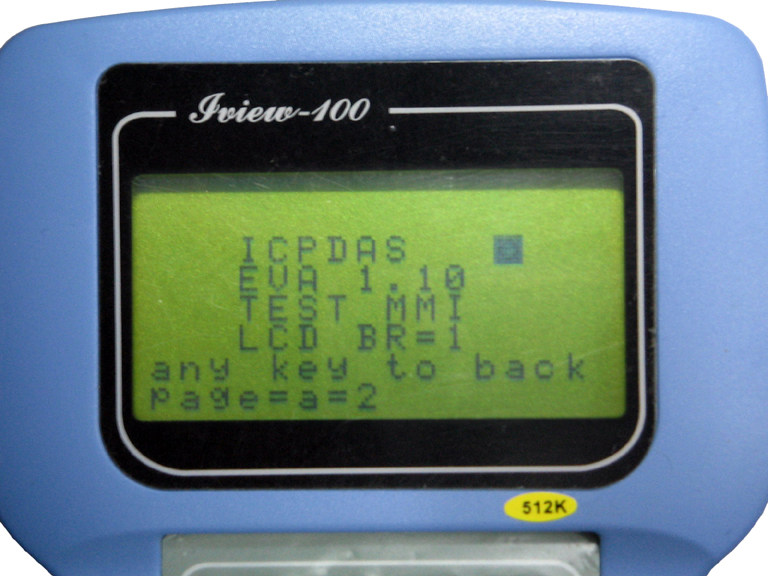 Iview-100
ICPDAS
EVA 1.10
TEST MMI
LCD BR=1
any key to back
page=a=2
512K